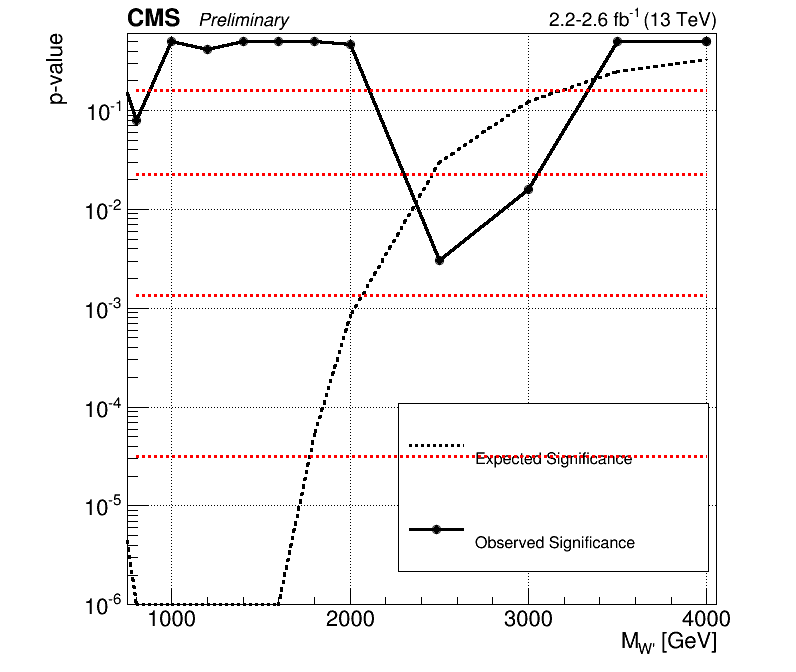 CMS Preliminary 2.2-2.6 fb⁻¹ (13 TeV)
p-value
10⁻¹
10⁻²
10⁻³
10⁻⁴
10⁻⁵
10⁻⁶
Expected Significance
Observed Significance
1000 2000 3000 4000
M_W' [GeV]